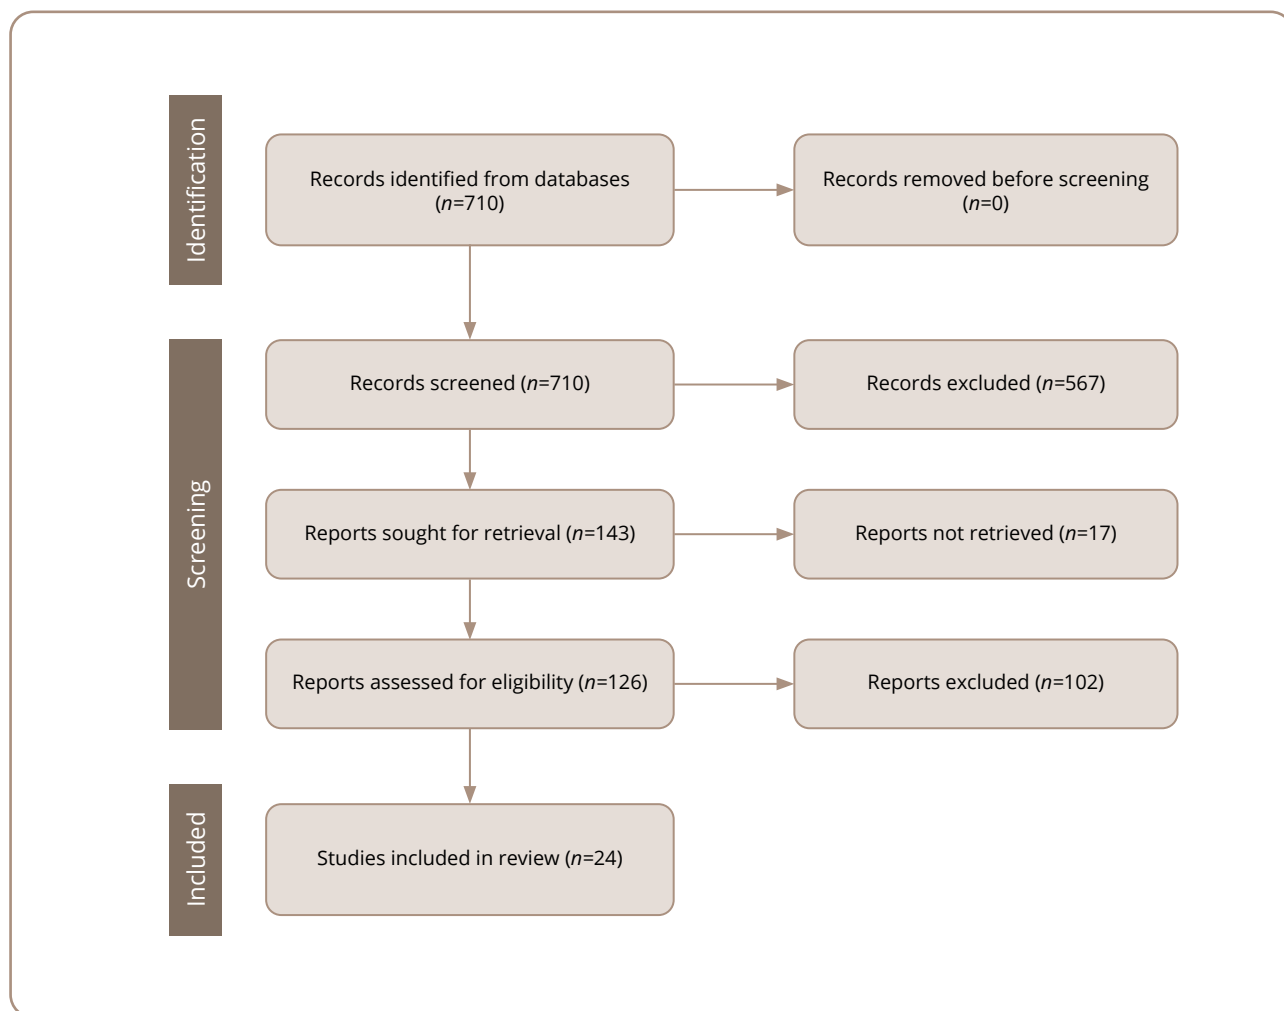 Identification
Records identified from databases
(n=710)
Records removed before screening
(n=0)
Screening
Records screened (n=710)
Records excluded (n=567)
Reports sought for retrieval (n=143)
Reports not retrieved (n=17)
Reports assessed for eligibility (n=126)
Reports excluded (n=102)
Included
Studies included in review (n=24)